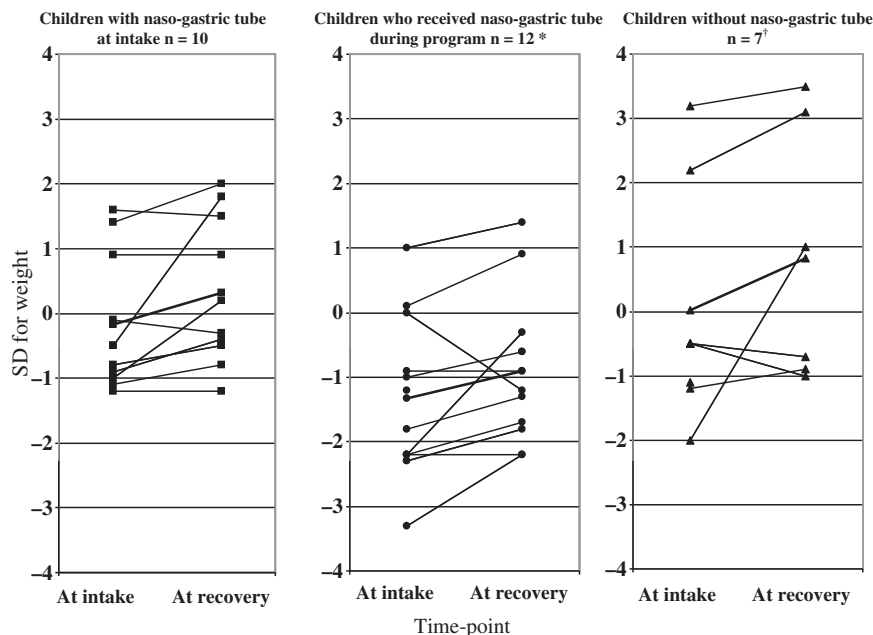 Children with naso-gastric tube
at intake n = 10
Children who received naso-gastric tube
during program n = 12 *
Children without naso-gastric tube
n = 7†
SD for weight
4
3
2
1
0
–1
–2
–3
–4
4
3
2
1
0
–1
–2
–3
–4
4
3
2
1
0
–1
–2
–3
–4
At intake At recovery
At intake At recovery
At intake At recovery
Time-point